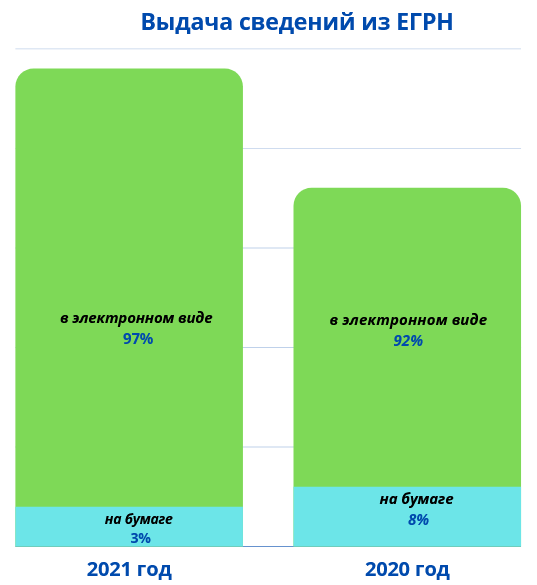 Выдача сведений из ЕГРН
в электронном виде
97%
на бумаге
3%
2021 год
в электронном виде
92%
на бумаге
8%
2020 год